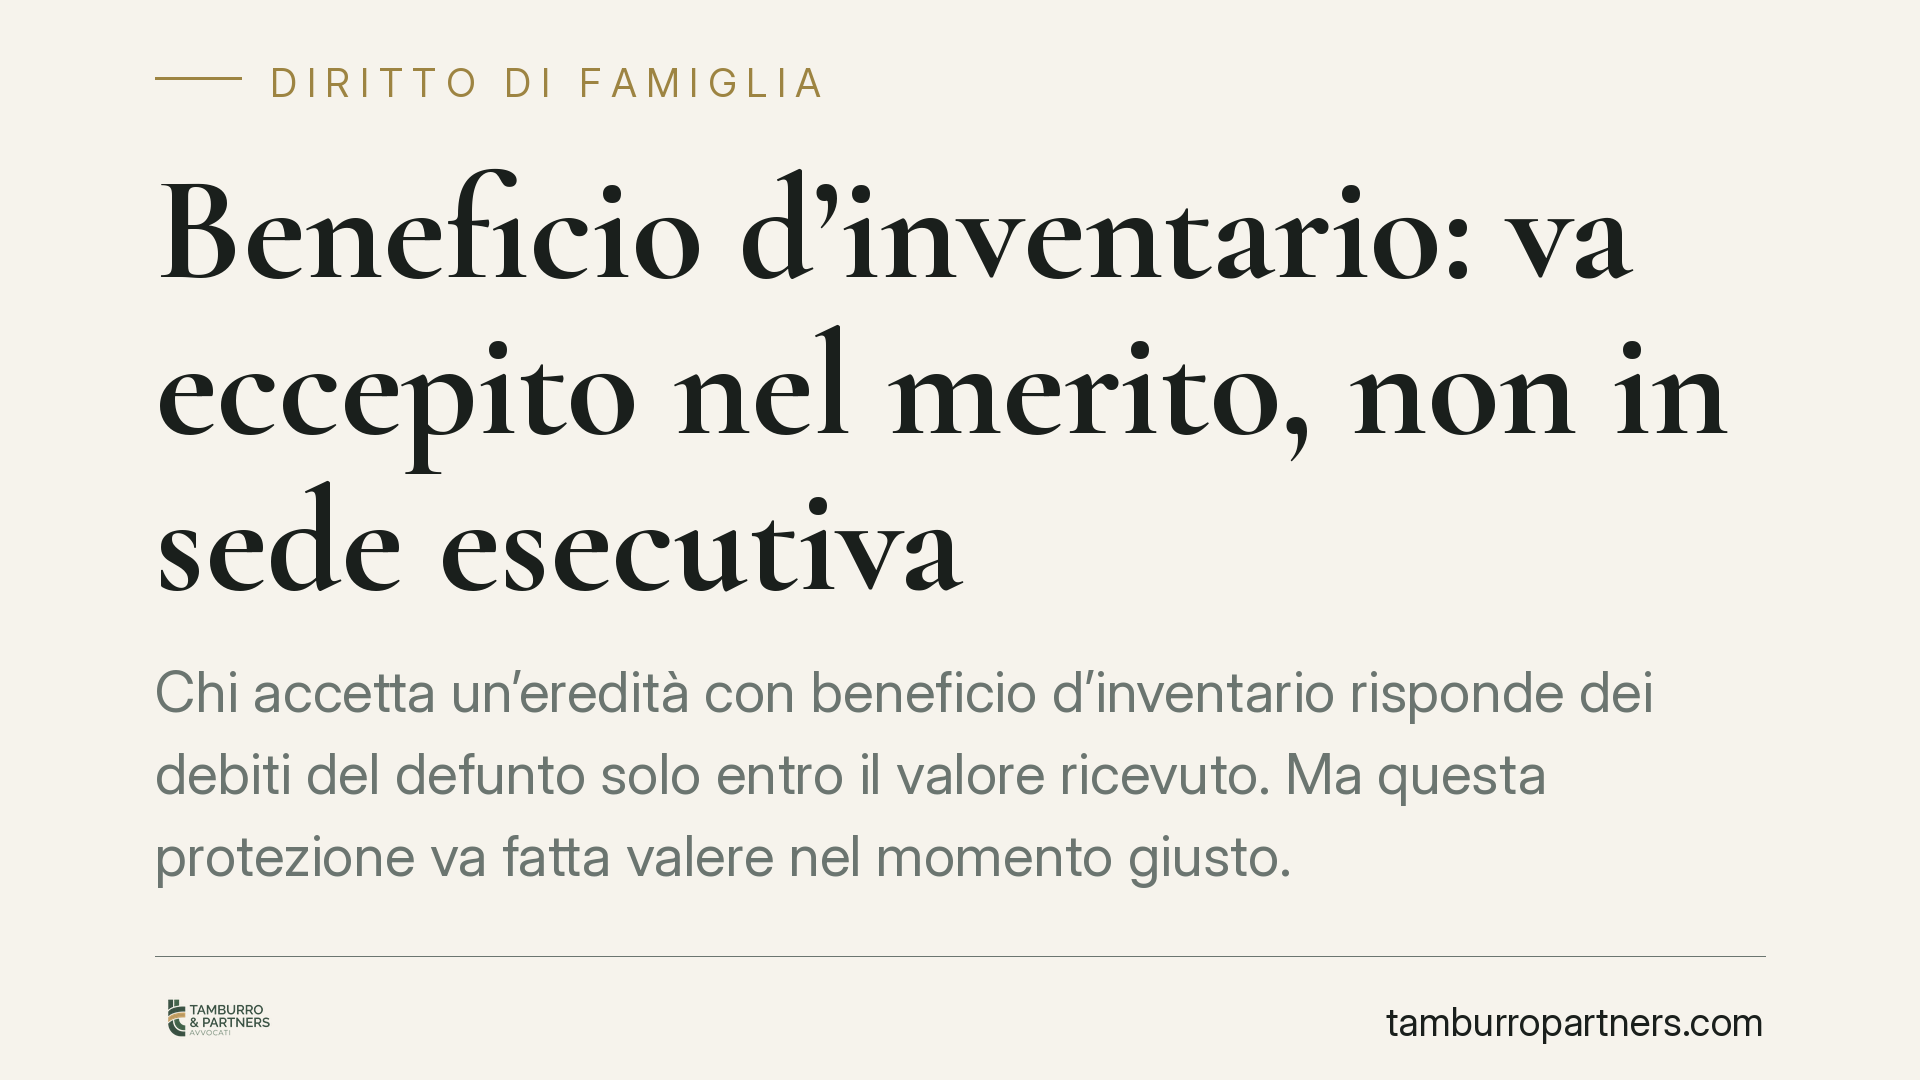 DIRITTO DI FAMIGLIA
Beneficio d’inventario: va
eccepito nel merito, non in
sede esecutiva
Chi accetta un’eredità con beneficio d’inventario risponde dei
debiti del defunto solo entro il valore ricevuto. Ma questa
protezione va fatta valere nel momento giusto.
TAMBURRO
& PARTNERS
AVVOCATI
tamburropartners.com